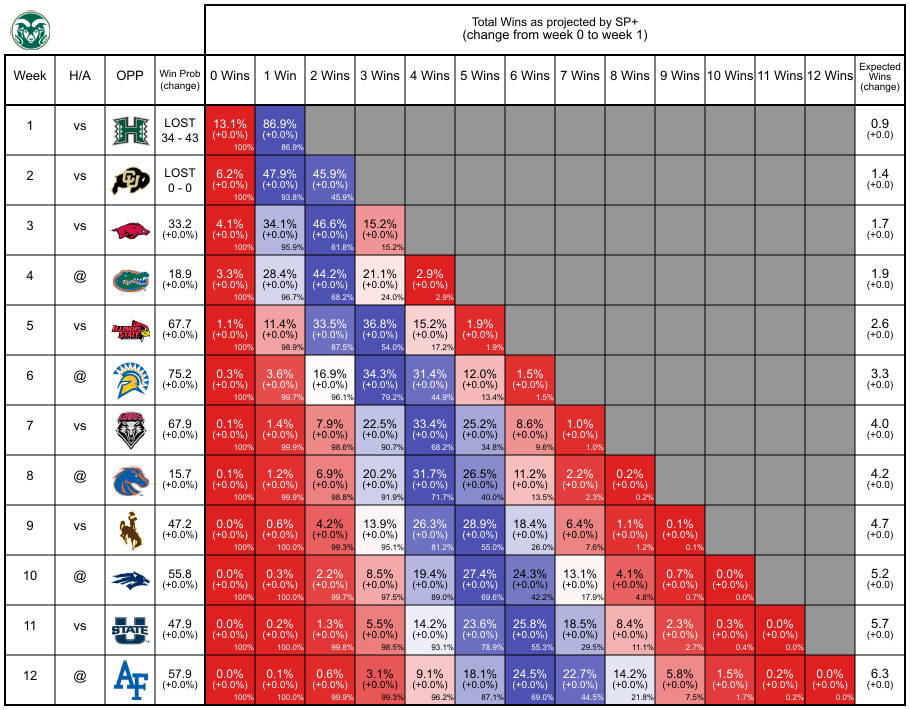 Total Wins as projected by SP+
(change from week 0 to week 1)
Week H/A OPP Win Prob (change) 0 Wins 1 Win 2 Wins 3 Wins 4 Wins 5 Wins 6 Wins 7 Wins 8 Wins 9 Wins 10 Wins 11 Wins 12 Wins Expected Wins (change)
1 vs H LOST 13.1% 86.9% 0.9
34 - 43 (+0.0%) (+0.0%) (+0.0)
100% 86.9%
2 vs CU LOST 6.2% 47.9% 45.9% 1.4
0 - 0 (+0.0%) (+0.0%) (+0.0%) (+0.0)
100% 93.8% 45.9%
3 vs 33.2 4.1% 34.1% 46.6% 15.2% 1.7
(+0.0%) (+0.0%) (+0.0%) (+0.0%) (+0.0%) (+0.0)
100% 95.9% 61.8% 15.2%
4 @ 18.9 3.3% 28.4% 44.2% 21.1% 2.9% 1.9
(+0.0%) (+0.0%) (+0.0%) (+0.0%) (+0.0%) (+0.0%) (+0.0)
100% 96.7% 68.2% 24.0% 2.9%
5 vs ILLINOIS STATE 67.7 1.1% 11.4% 33.5% 36.8% 15.2% 1.9% 2.6
(+0.0%) (+0.0%) (+0.0%) (+0.0%) (+0.0%) (+0.0%) (+0.0%) (+0.0)
100% 98.9% 87.5% 54.0% 17.2% 1.9%
6 @ 75.2 0.3% 3.6% 16.9% 34.3% 31.4% 12.0% 1.5% 3.3
(+0.0%) (+0.0%) (+0.0%) (+0.0%) (+0.0%) (+0.0%) (+0.0%) (+0.0%) (+0.0)
100% 99.7% 96.1% 79.2% 44.9% 13.4% 1.5%
7 vs LOBOS 67.9 0.1% 1.4% 7.9% 22.5% 33.4% 25.2% 8.6% 1.0% 4.0
(+0.0%) (+0.0%) (+0.0%) (+0.0%) (+0.0%) (+0.0%) (+0.0%) (+0.0%) (+0.0%) (+0.0)
100% 99.9% 98.6% 90.7% 68.2% 34.8% 9.6% 1.0%
8 @ 15.7 0.1% 1.2% 6.9% 20.2% 31.7% 26.5% 11.2% 2.2% 0.2% 4.2
(+0.0%) (+0.0%) (+0.0%) (+0.0%) (+0.0%) (+0.0%) (+0.0%) (+0.0%) (+0.0%) (+0.0%) (+0.0)
100% 99.9% 98.8% 91.9% 71.7% 40.0% 13.5% 2.3% 0.2%
9 vs 47.2 0.0% 0.6% 4.2% 13.9% 26.3% 28.9% 18.4% 6.4% 1.1% 0.1% 4.7
(+0.0%) (+0.0%) (+0.0%) (+0.0%) (+0.0%) (+0.0%) (+0.0%) (+0.0%) (+0.0%) (+0.0%) (+0.0%) (+0.0)
100% 100.0% 99.3% 95.1% 81.2% 55.0% 26.0% 7.6% 1.2% 0.1%
10 @ 55.8 0.0% 0.3% 2.2% 8.5% 19.4% 27.4% 24.3% 13.1% 4.1% 0.7% 0.0% 5.2
(+0.0%) (+0.0%) (+0.0%) (+0.0%) (+0.0%) (+0.0%) (+0.0%) (+0.0%) (+0.0%) (+0.0%) (+0.0%) (+0.0%) (+0.0)
100% 100.0% 99.7% 97.5% 89.0% 69.6% 42.2% 17.9% 4.8% 0.7% 0.0%
11 vs U STATE 47.9 0.0% 0.2% 1.3% 5.5% 14.2% 23.6% 25.8% 18.5% 8.4% 2.3% 0.3% 0.0% 5.7
(+0.0%) (+0.0%) (+0.0%) (+0.0%) (+0.0%) (+0.0%) (+0.0%) (+0.0%) (+0.0%) (+0.0%) (+0.0%) (+0.0%) (+0.0%) (+0.0)
100% 100.0% 99.8% 98.5% 93.1% 78.9% 55.3% 29.5% 11.1% 2.7% 0.4% 0.0%
12 @ AF 57.9 0.0% 0.1% 0.6% 3.1% 9.1% 18.1% 24.5% 22.7% 14.2% 5.8% 1.5% 0.2% 0.0% 6.3
(+0.0%) (+0.0%) (+0.0%) (+0.0%) (+0.0%) (+0.0%) (+0.0%) (+0.0%) (+0.0%) (+0.0%) (+0.0%) (+0.0%) (+0.0%) (+0.0%) (+0.0)
100% 100.0% 99.9% 99.3% 96.2% 87.1% 69.0% 44.5% 21.8% 7.5% 1.7% 0.2% 0.0%